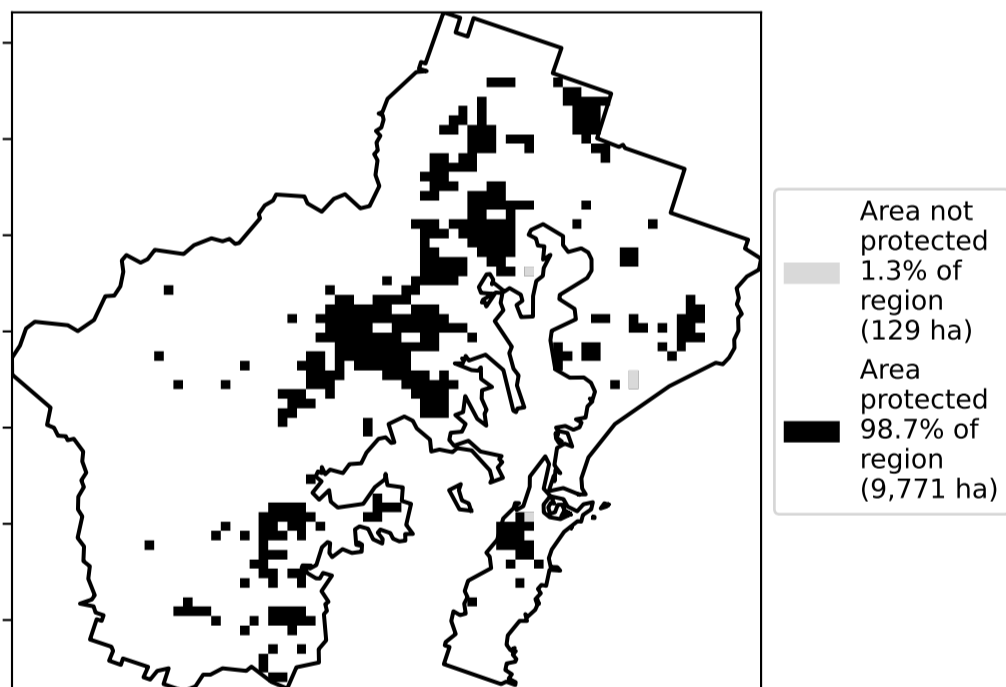 Area not
protected
1.3% of
region
(129 ha)
Area
protected
98.7% of
region
(9,771 ha)